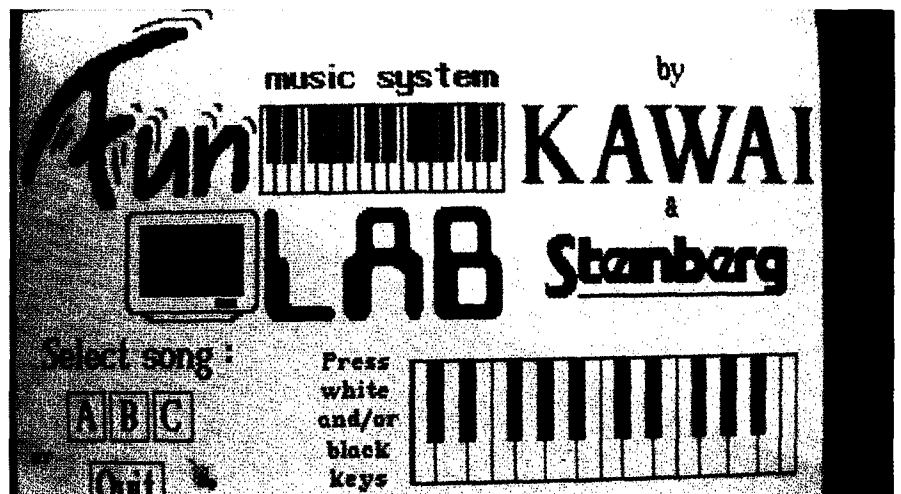 music system
by
Fun
KAWAI
&
LAB
Steinberg
Select song :
A B C
Quit
Press
white
and/or
black
keys